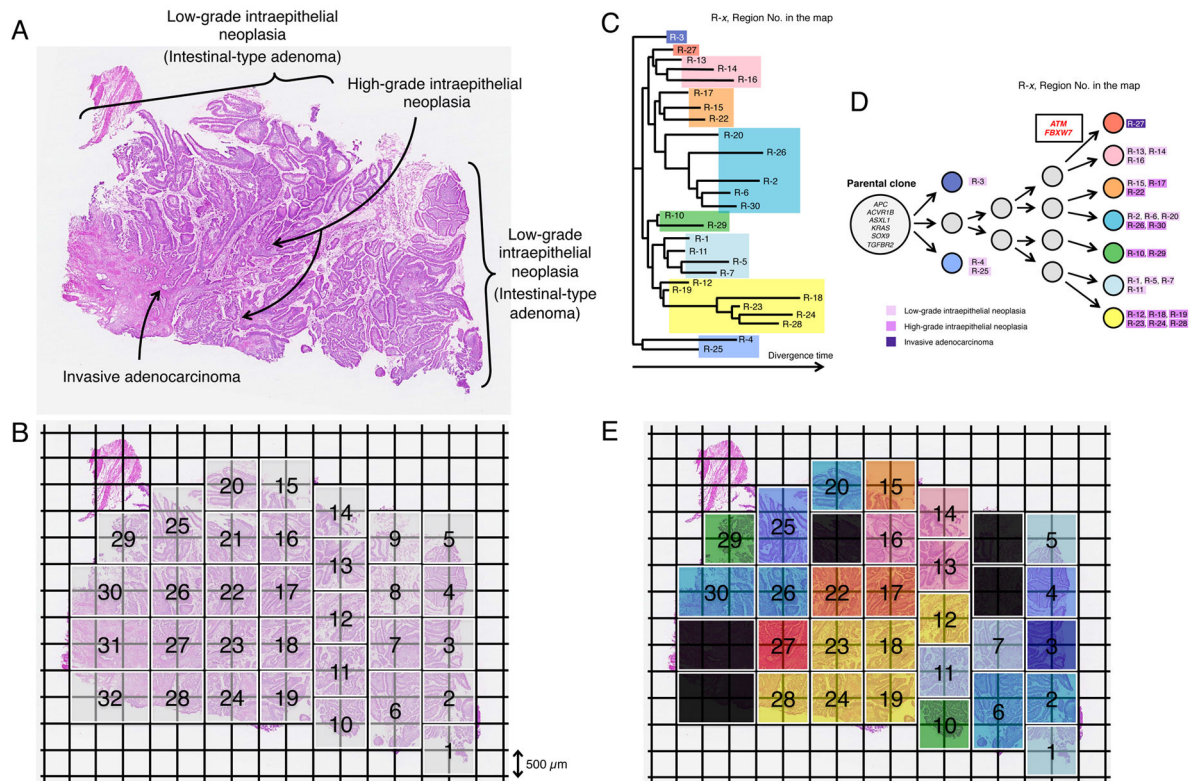 A
Low-grade intraepithelial
neoplasia
(Intestinal-type adenoma)
High-grade intraepithelial
neoplasia
Low-grade
intraepithelial
neoplasia
(Intestinal-type
adenoma)
Invasive adenocarcinoma
B
20
15
14
25
29
21
16
9
5
13
30
26
22
17
8
4
12
31
27
23
18
7
3
11
32
28
24
19
6
2
10
1
500 µm
C
R-x, Region No. in the map
R-3
R-27
R-13
R-14
R-16
R-17
R-15
R-22
R-20
R-26
R-2
R-6
R-30
R-10
R-29
R-1
R-11
R-5
R-7
R-12
R-19
R-18
R-23
R-24
R-28
R-4
R-25
Divergence time
D
R-x, Region No. in the map
ATM
FBXW7
Parental clone
APC
ACVR1B
ASXL1
KRAS
SOX9
TGFBR2
R-3
R-4
R-25
R-27
R-13, R-14
R-16
R-15, R-17
R-22
R-2, R-6, R-20
R-26, R-30
R-10, R-29
R-1, R-5, R-7
R-11
R-12, R-18, R-19
R-23, R-24, R-28
Low-grade intraepithelial neoplasia
High-grade intraepithelial neoplasia
Invasive adenocarcinoma
E
20
15
14
25
29
16
5
13
30
26
22
17
4
12
27
23
18
7
3
11
28
24
19
6
2
10
1